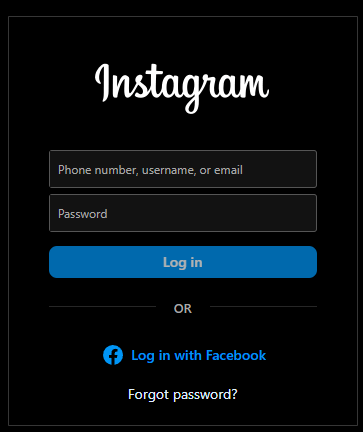 Instagram
Phone number, username, or email
Password
Log in
OR
Log in with Facebook
Forgot password?